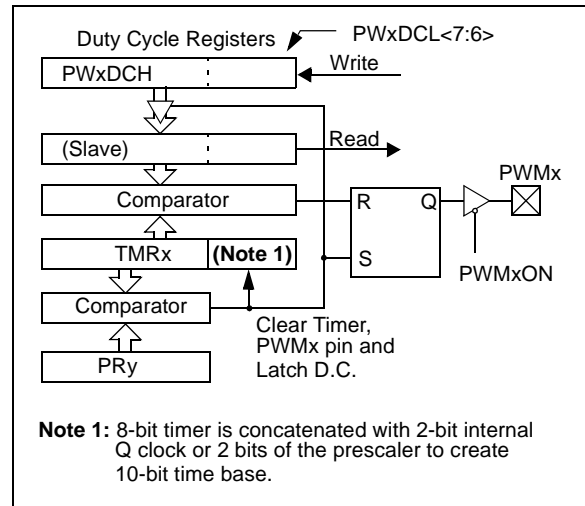 Duty Cycle Registers
PWxDCL<7:6>
PWxDCH
Write
(Slave)
Read
Comparator
PWMx
R
Q
TMRx
(Note 1)
S
PWMxON
Comparator
Clear Timer,
PWMx pin and
Latch D.C.
PRy
Note 1: 8-bit timer is concatenated with 2-bit internal
Q clock or 2 bits of the prescaler to create
10-bit time base.